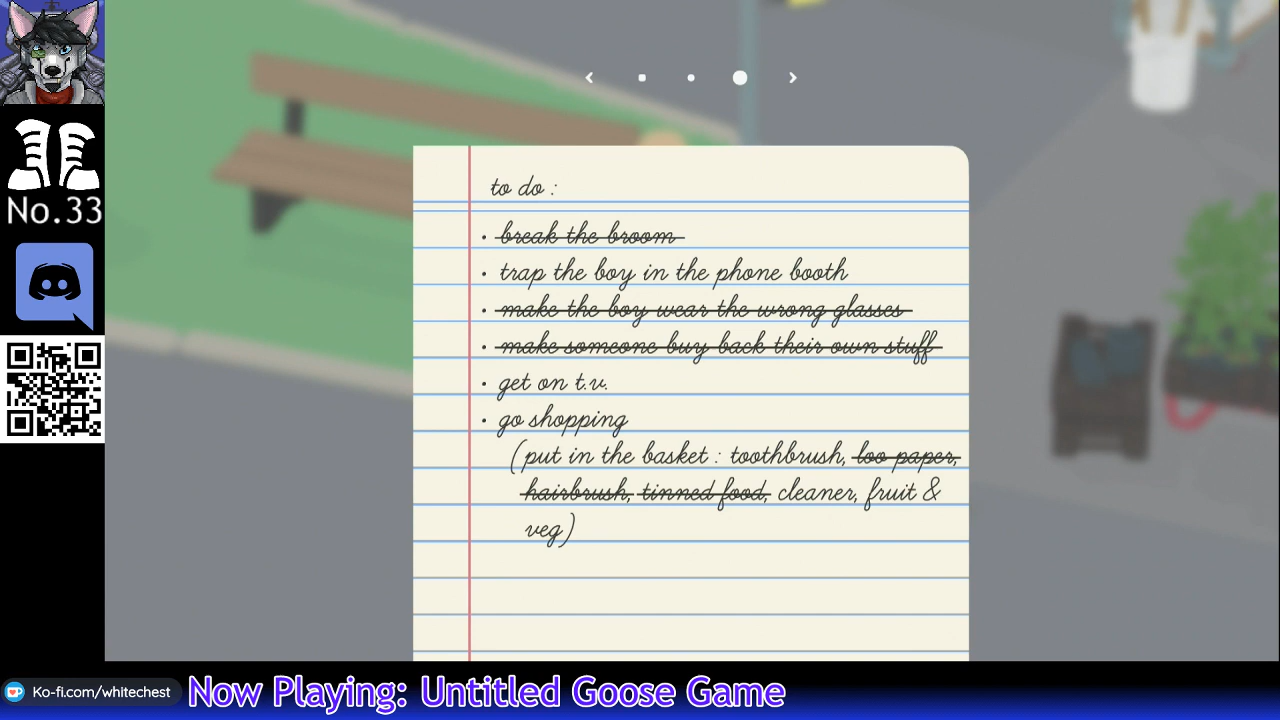 to do :
• break the broom
• trap the boy in the phone booth
• make the boy wear the wrong glasses
• make someone buy back their own stuff
• get on t.v.
• go shopping
(put in the basket : toothbrush, loo paper,
hairbrush, tinned food, cleaner, fruit &
veg)
No.33
Ko-fi.com/whitechest
Now Playing: Untitled Goose Game